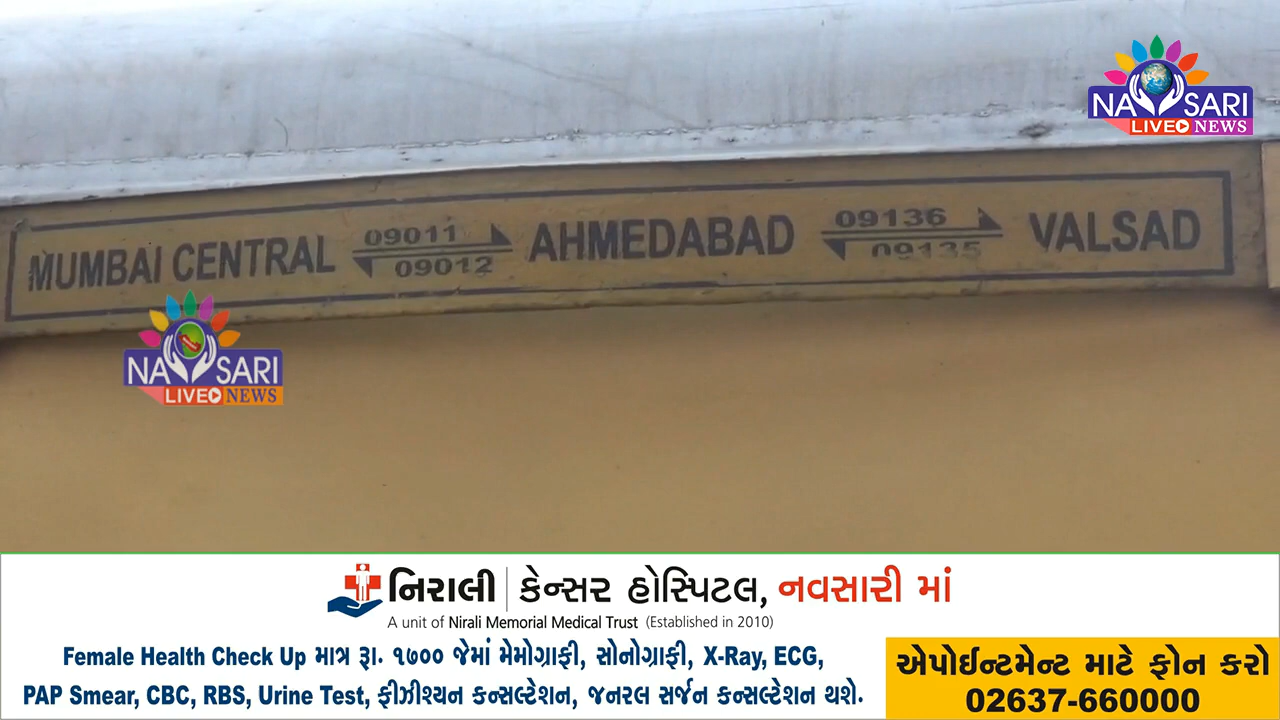 NAVSARI
LIVE NEWS
MUMBAI CENTRAL 09011 09012 AHMEDABAD 09136 09135 VALSAD
NAVSARI
LIVE NEWS
નિરાલી | કેન્સર હોસ્પિટલ, નવસારી માં
A unit of Nirali Memorial Medical Trust (Established in 2010)
Female Health Check Up માત્ર રૂા. ૧૭૦૦ જેમાં મેમોગ્રાફી, સોનોગ્રાફી, X-Ray, ECG,
PAP Smear, CBC, RBS, Urine Test, ફીઝીશ્યન કન્સલ્ટેશન, જનરલ સર્જન કન્સલ્ટેશન થશે.
એપોઈન્ટમેન્ટ માટે ફોન કરો
02637-660000